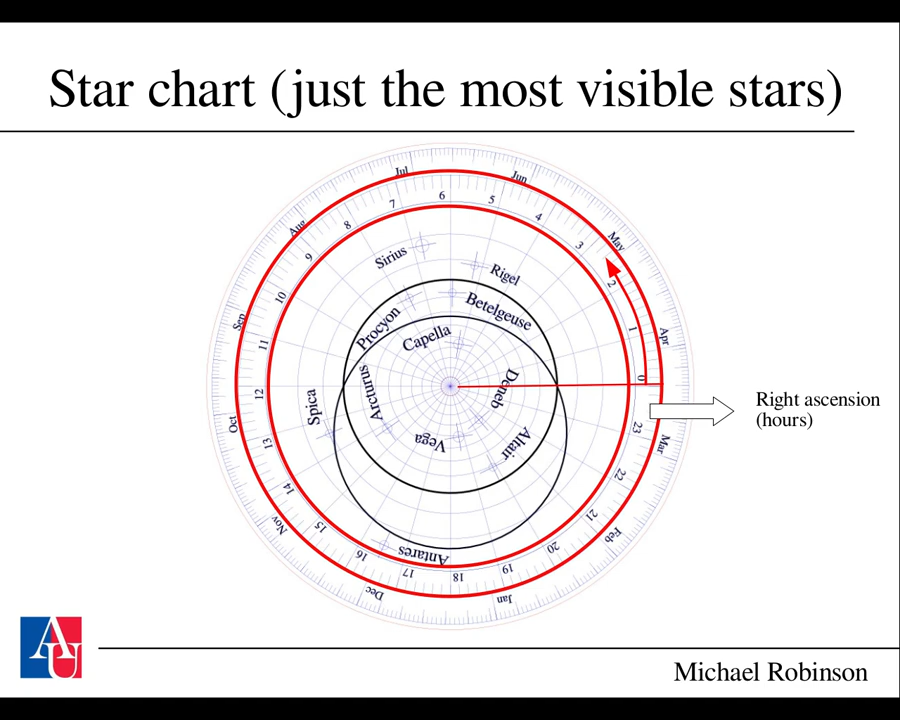 Star chart (just the most visible stars)
Jul
Jun
6
7
5
8
4
Aug
3
May
9
2
Sirius
Rigel
10
Betelgeuse
Procyon
Sep
1
Apr
11
Capella
Arcturus
Deneb
0
12
Spica
Right ascension
(hours)
Oct
13
Vega
Altair
23
Mar
14
22
Nov
15
21
Feb
16
Antares
20
17
18
19
Dec
Jan
AU
Michael Robinson